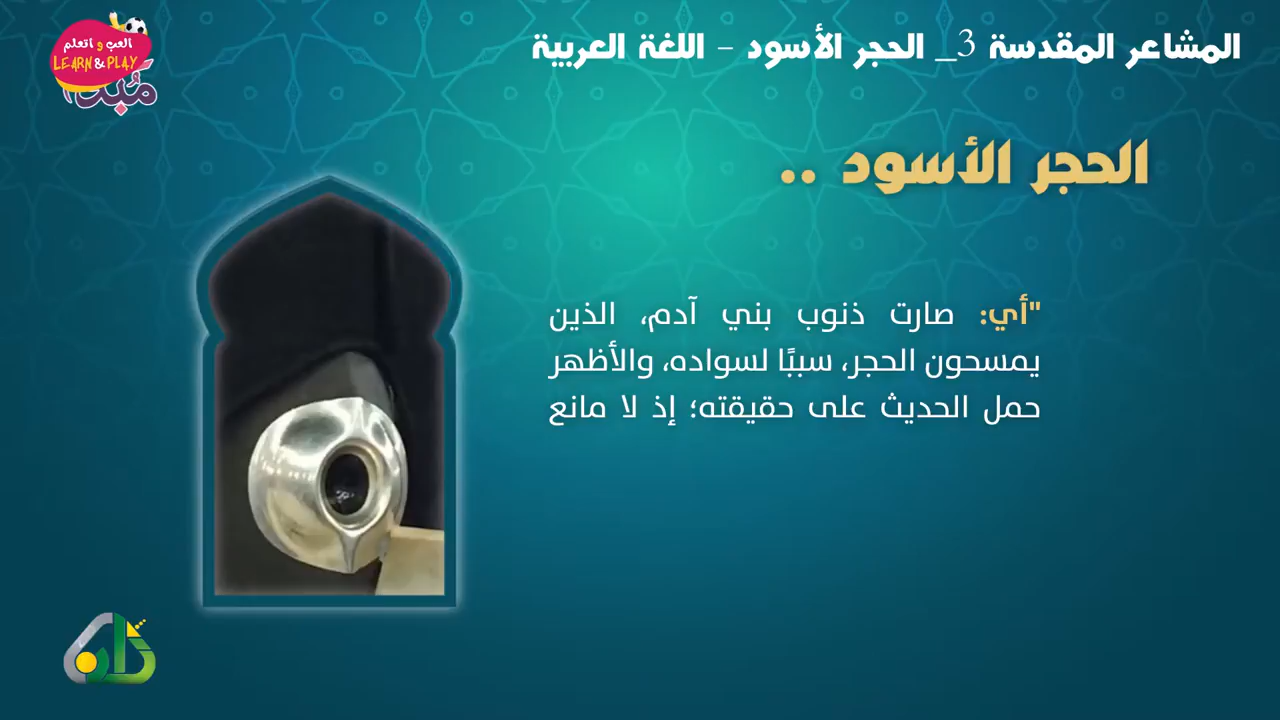 المشاعر المقدسة 3_ الحجر الأسود - اللغة العربية
العب و اتعلم
LEARN & PLAY
الحجر الأسود ..
"أي: صارت ذنوب بني آدم، الذين
يمسحون الحجر، سببًا لسواده، والأظهر
حمل الحديث على حقيقته؛ إذ لا مانع